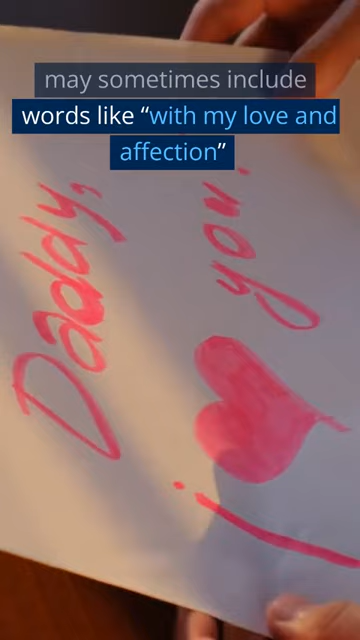 may sometimes include
words like “with my love and
affection”
Daddy,
i ♥ you!